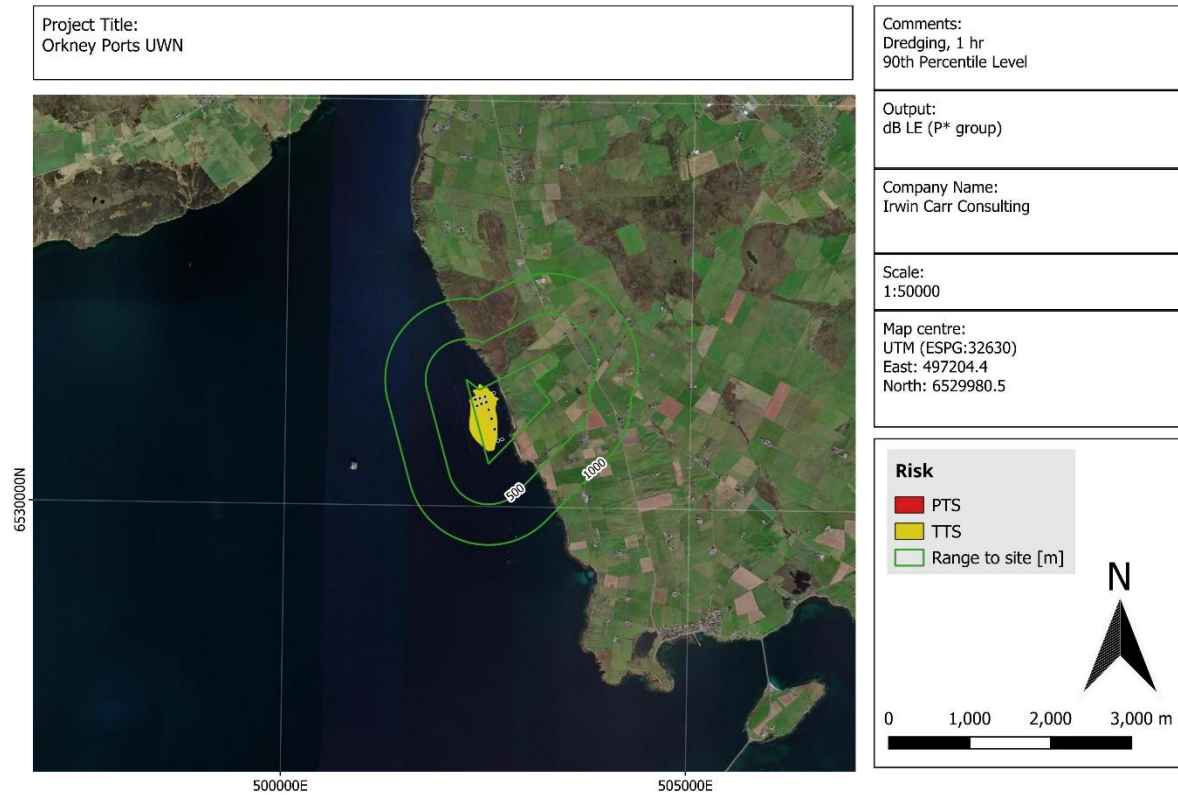 Project Title:
Orkney Ports UWN
Comments:
Dredging, 1 hr
90th Percentile Level
Output:
dB LE (P* group)
Company Name:
Irwin Carr Consulting
Scale:
1:50000
Map centre:
UTM (ESPG:32630)
East: 497204.4
North: 6529980.5
6530000N
500
1000
500000E
505000E
Risk
PTS
TTS
Range to site [m]
N
0 1,000 2,000 3,000 m